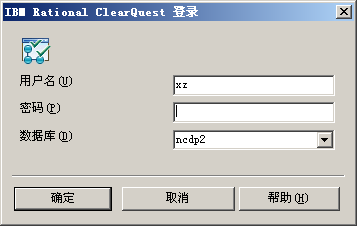 IBM Rational ClearQuest 登录
用户名(U)
xz
密码(P)
数据库(D)
ncdp2
确定
取消
帮助(H)